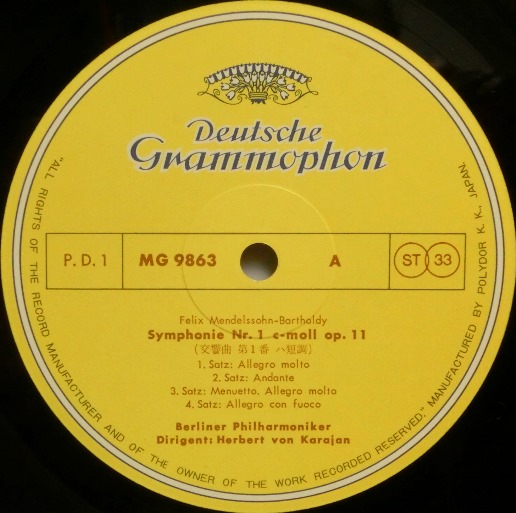 Deutsche
Grammophon
P.D.1 MG 9863 A ST 33
Felix Mendelssohn-Bartholdy
Symphonie Nr. 1 c-moll op. 11
(交響曲 第1番 ハ短調)
1. Satz: Allegro molto
2. Satz: Andante
3. Satz: Menuetto. Allegro molto
4. Satz: Allegro con fuoco
Berliner Philharmoniker
Dirigent: Herbert von Karajan
"ALL RIGHTS OF THE RECORD MANUFACTURER AND OF THE OWNER OF THE WORK RECORDED RESERVED." MANUFACTURED BY POLYDOR K. K., JAPAN.